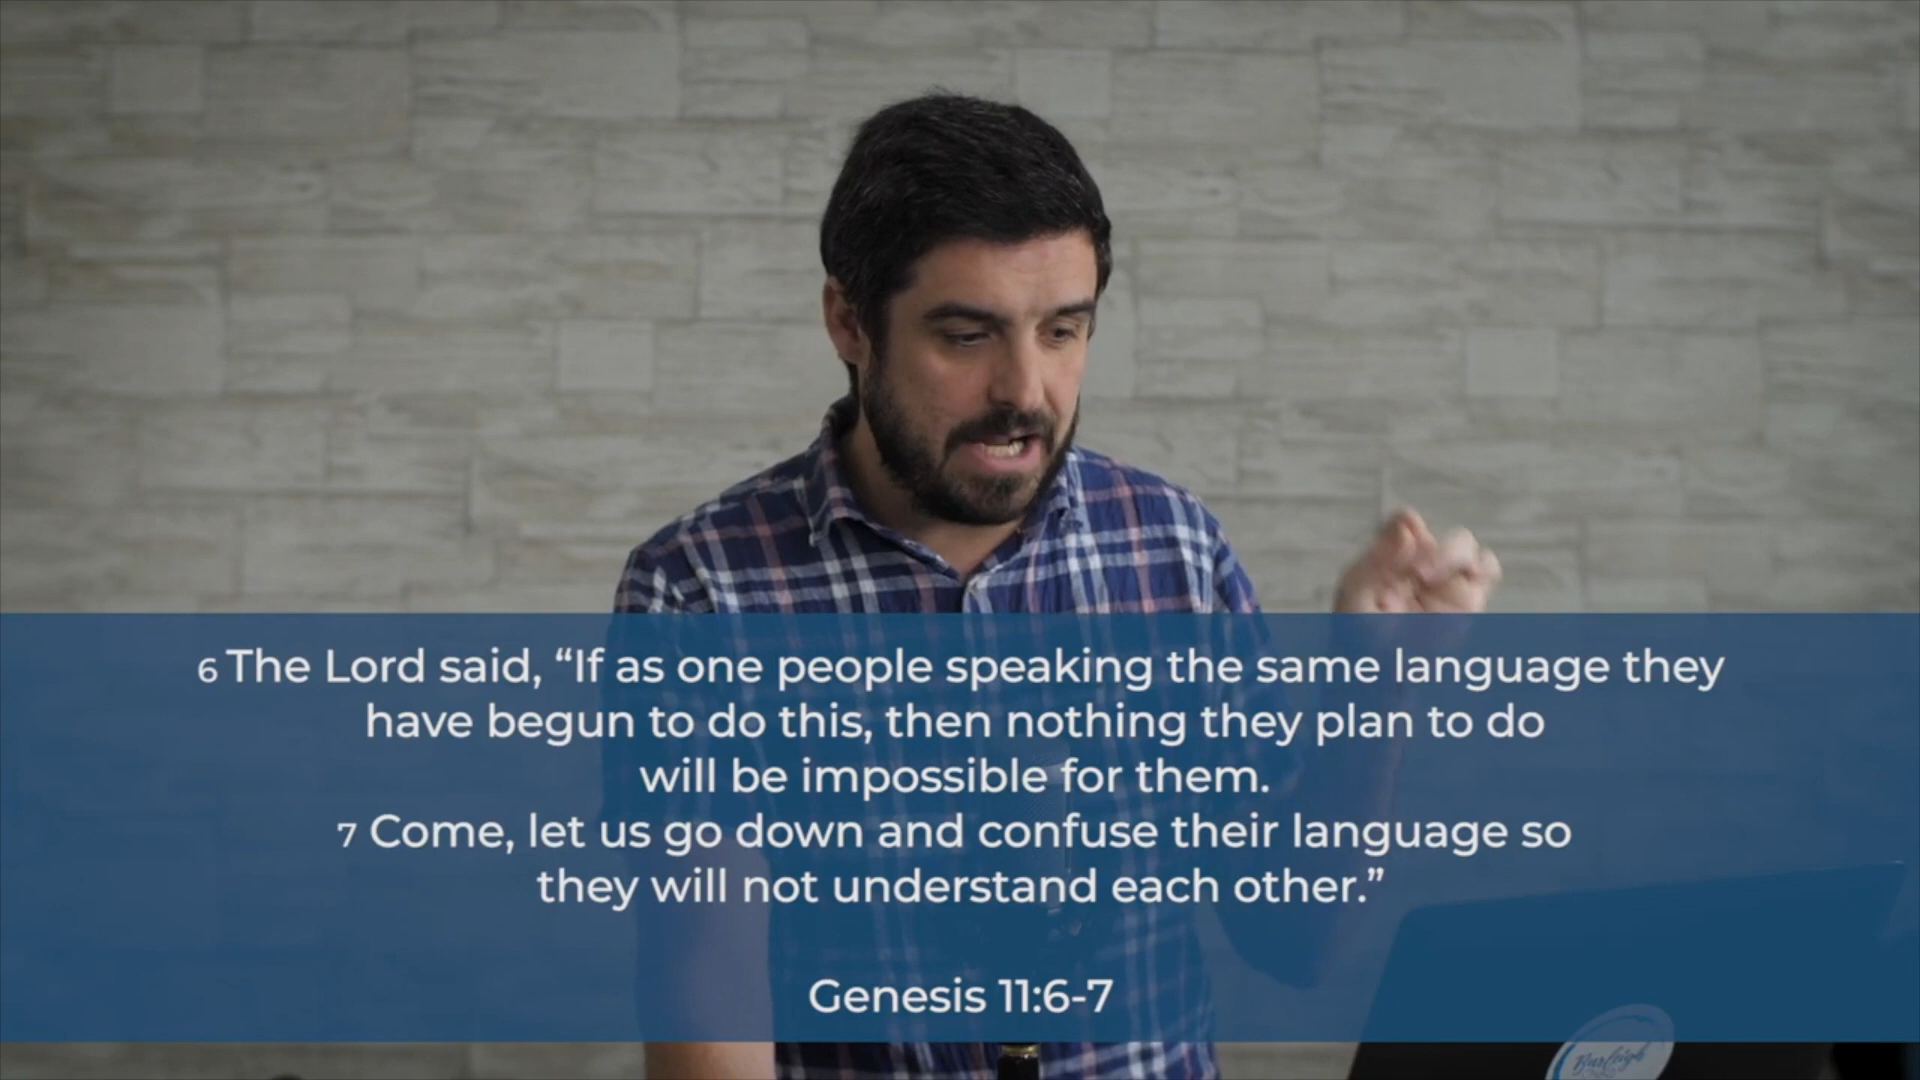 6 The Lord said, “If as one people speaking the same language they
have begun to do this, then nothing they plan to do
will be impossible for them.
7 Come, let us go down and confuse their language so
they will not understand each other.”
Genesis 11:6-7
Burleigh